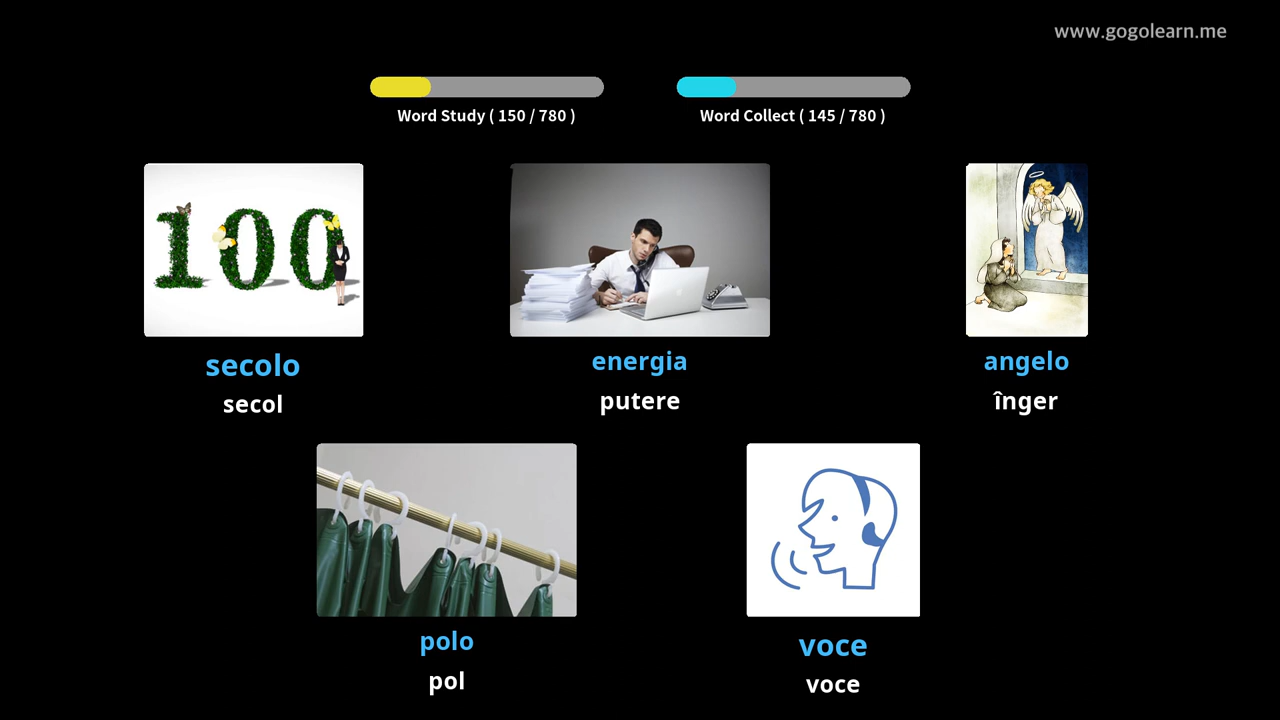 www.gogolearn.me
Word Study ( 150 / 780 )
Word Collect ( 145 / 780 )
100
secolo
secol
energia
putere
angelo
înger
polo
pol
voce
voce